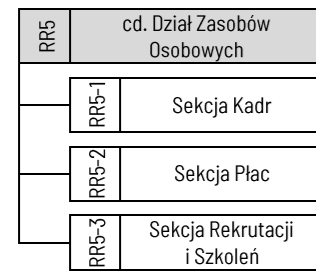 RR5
cd. Dział Zasobów
Osobowych
RR5-1
Sekcja Kadr
RR5-2
Sekcja Płac
RR5-3
Sekcja Rekrutacji
i Szkoleń